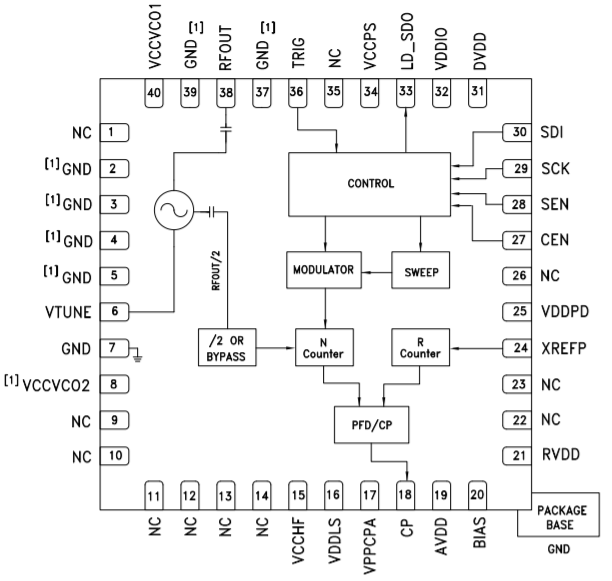 VCCVCO1
GND[1]
RFOUT
GND[1]
TRIG
NC
VCCPS
LD_SDO
VDDIO
DVDD
40
39
38
37
36
35
34
33
32
31
NC 1
[1]GND 2
[1]GND 3
[1]GND 4
[1]GND 5
VTUNE 6
GND 7
[1]VCCVCO2 8
NC 9
NC 10
30 SDI
29 SCK
28 SEN
27 CEN
26 NC
25 VDDPD
24 XREFP
23 NC
22 NC
21 RVDD
CONTROL
MODULATOR
SWEEP
RFOUT/2
/2 OR
BYPASS
N
Counter
R
Counter
PFD/CP
11
12
13
14
15
16
17
18
19
20
NC
NC
NC
NC
VCCHF
VDDLS
VPPCPA
CP
AVDD
BIAS
PACKAGE
BASE
GND